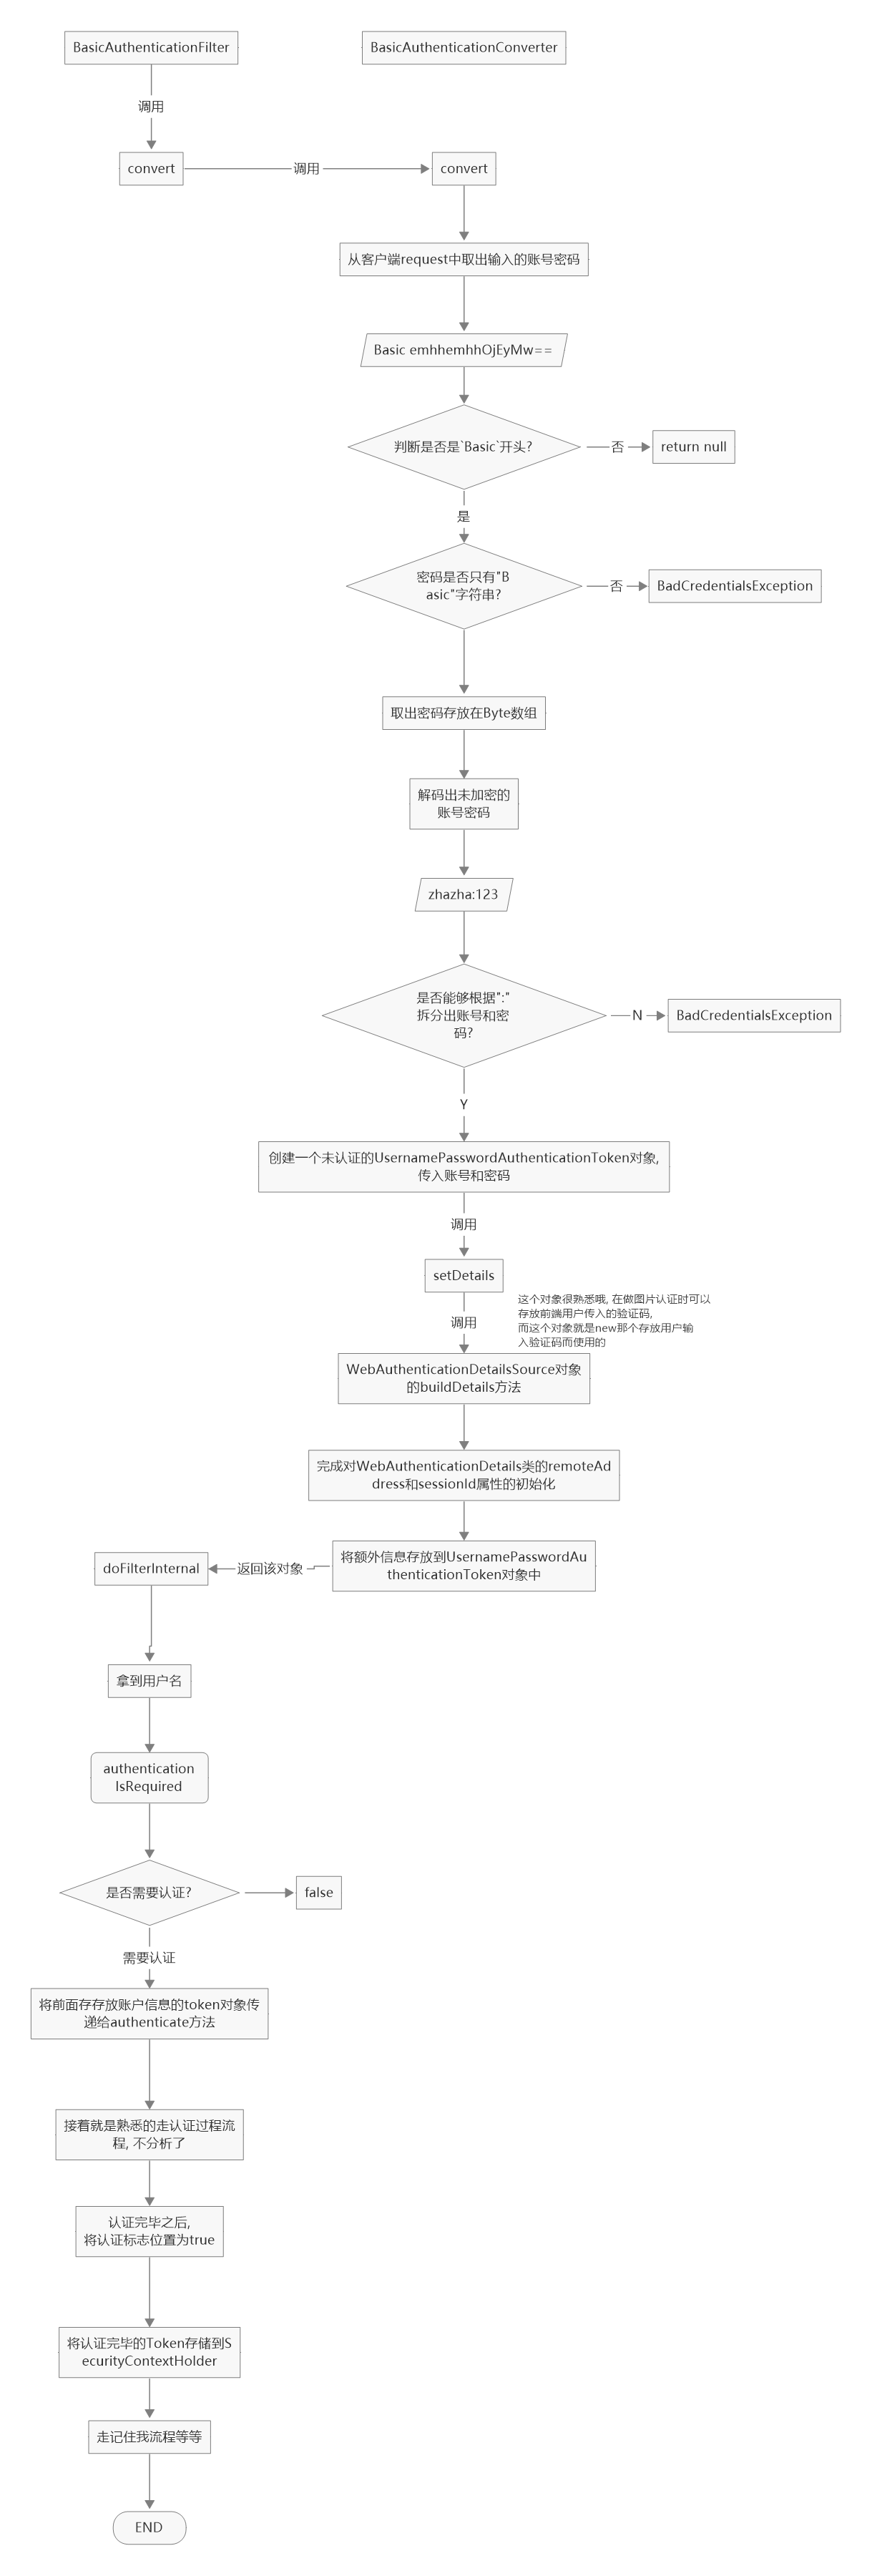 BasicAuthenticationFilter
BasicAuthenticationConverter
调用
convert
调用
convert
从客户端request中取出输入的账号密码
Basic emhhemhhOjEyMw==
判断是否是`Basic`开头?
否
return null
是
密码是否只有"B
asic"字符串?
否
BadCredentialsException
取出密码存放在Byte数组
解码出未加密的
账号密码
zhazha:123
是否能够根据":"
拆分出账号和密
码?
N
BadCredentialsException
Y
创建一个未认证的UsernamePasswordAuthenticationToken对象,
传入账号和密码
调用
setDetails
这个对象很熟悉哦, 在做图片认证时可以
存放前端用户传入的验证码,
而这个对象就是new那个存放用户输
入验证码而使用的
调用
WebAuthenticationDetailsSource对象
的buildDetails方法
完成对WebAuthenticationDetails类的remoteAd
dress和sessionId属性的初始化
将额外信息存放到UsernamePasswordAu
thenticationToken对象中
返回该对象
doFilterInternal
拿到用户名
authentication
IsRequired
是否需要认证?
false
需要认证
将前面存存放账户信息的token对象传
递给authenticate方法
接着就是熟悉的走认证过程流
程, 不分析了
认证完毕之后,
将认证标志位置为true
将认证完毕的Token存储到S
ecurityContextHolder
走记住我流程等等
END